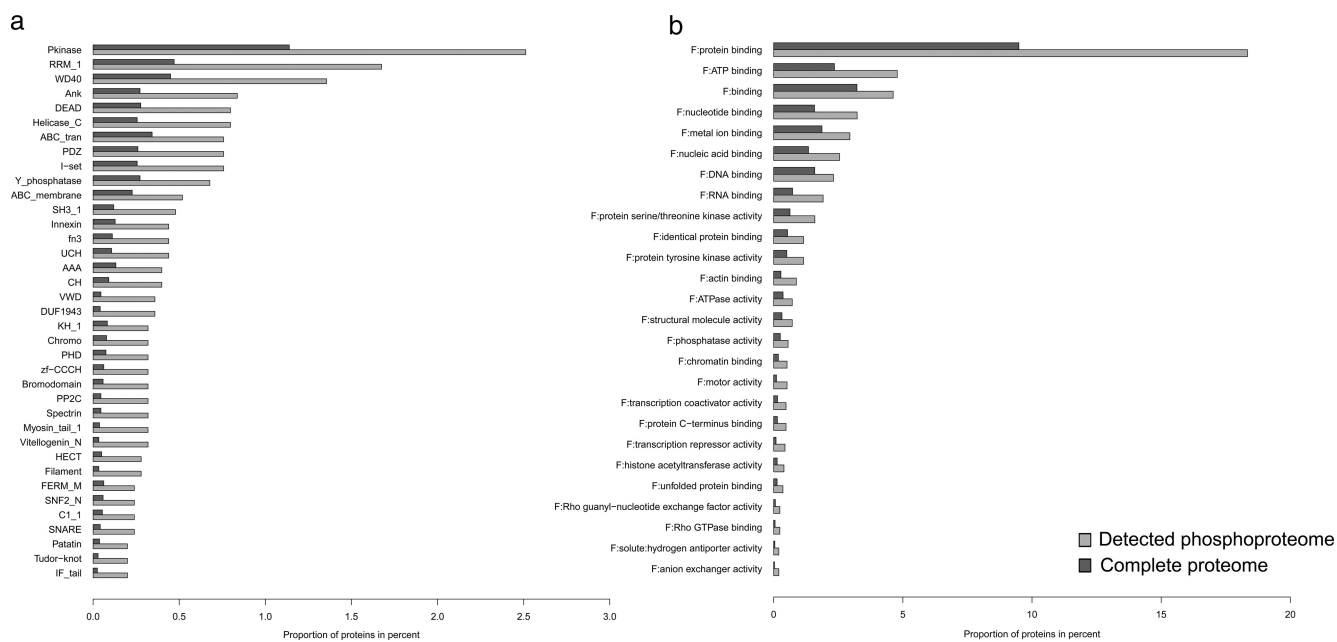 a
Pkinase
RRM_1
WD40
Ank
DEAD
Helicase_C
ABC_tran
PDZ
I−set
Y_phosphatase
ABC_membrane
SH3_1
Innexin
fn3
UCH
AAA
CH
VWD
DUF1943
KH_1
Chromo
PHD
zf−CCCH
Bromodomain
PP2C
Spectrin
Myosin_tail_1
Vitellogenin_N
HECT
Filament
FERM_M
SNF2_N
C1_1
SNARE
Patatin
Tudor−knot
IF_tail
0.0 0.5 1.0 1.5 2.0 2.5 3.0
Proportion of proteins in percent
b
F:protein binding
F:ATP binding
F:binding
F:nucleotide binding
F:metal ion binding
F:nucleic acid binding
F:DNA binding
F:RNA binding
F:protein serine/threonine kinase activity
F:identical protein binding
F:protein tyrosine kinase activity
F:actin binding
F:ATPase activity
F:structural molecule activity
F:phosphatase activity
F:chromatin binding
F:motor activity
F:transcription coactivator activity
F:protein C−terminus binding
F:transcription repressor activity
F:histone acetyltransferase activity
F:unfolded protein binding
F:Rho guanyl−nucleotide exchange factor activity
F:Rho GTPase binding
F:solute:hydrogen antiporter activity
F:anion exchanger activity
Detected phosphoproteome
Complete proteome
0 5 10 15 20
Proportion of proteins in percent